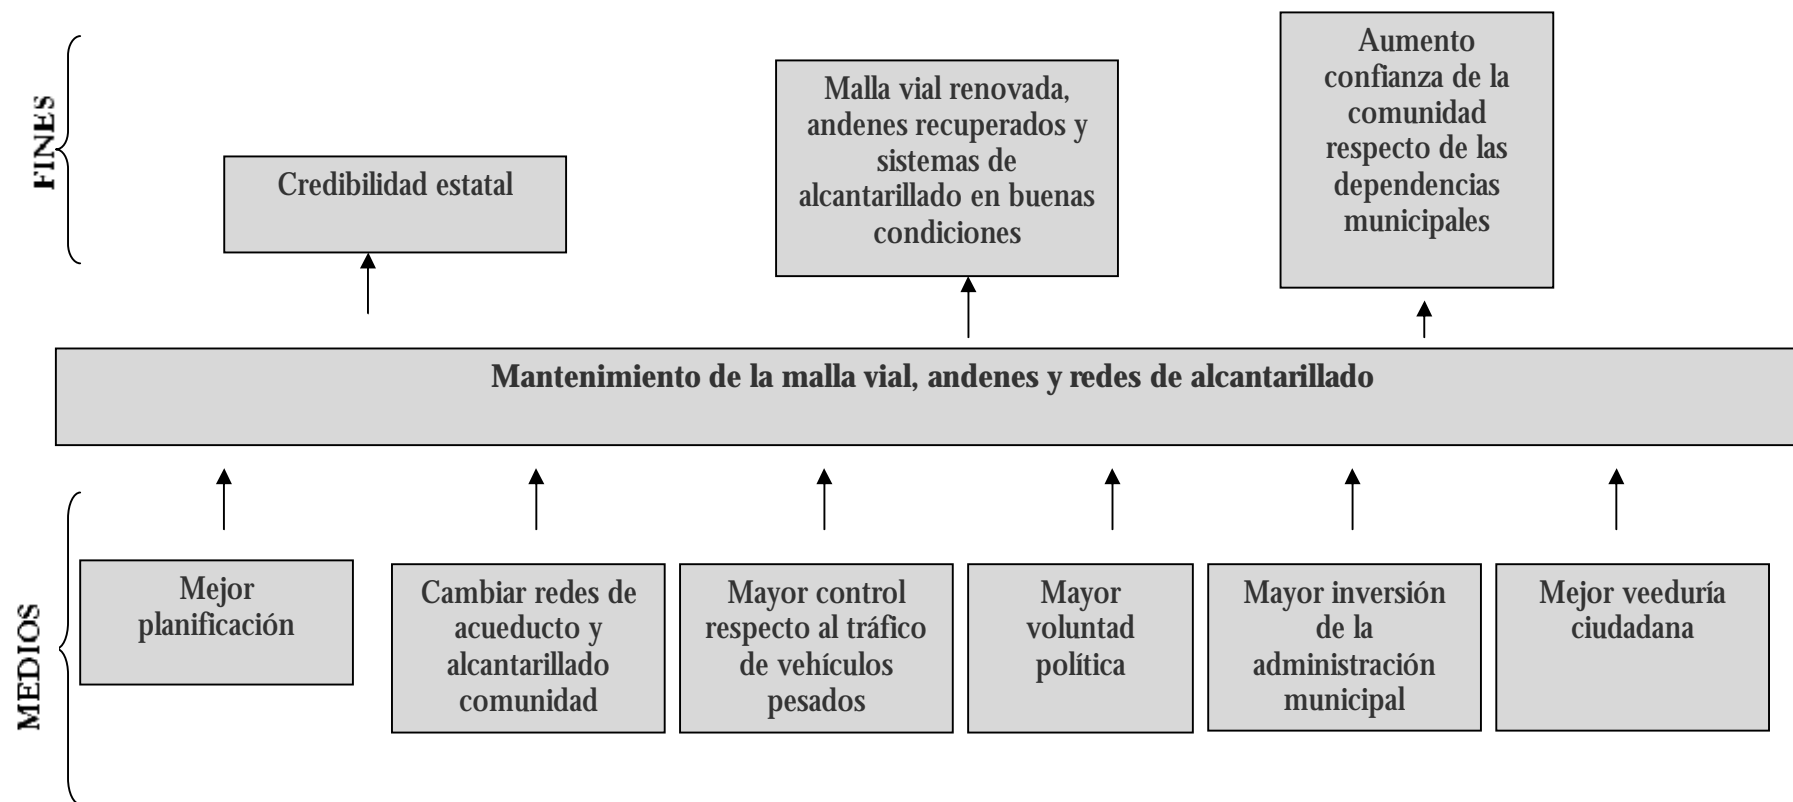 FINES
Credibilidad estatal
Malla vial renovada,
andenes recuperados y
sistemas de
alcantarillado en buenas
condiciones
Aumento
confianza de la
comunidad
respecto de las
dependencias
municipales
Mantenimiento de la malla vial, andenes y redes de alcantarillado
MEDIOS
Mejor
planificación
Cambiar redes de
acueducto y
alcantarillado
comunidad
Mayor control
respecto al tráfico
de vehículos
pesados
Mayor
voluntad
política
Mayor inversión
de la
administración
municipal
Mejor veeduría
ciudadana